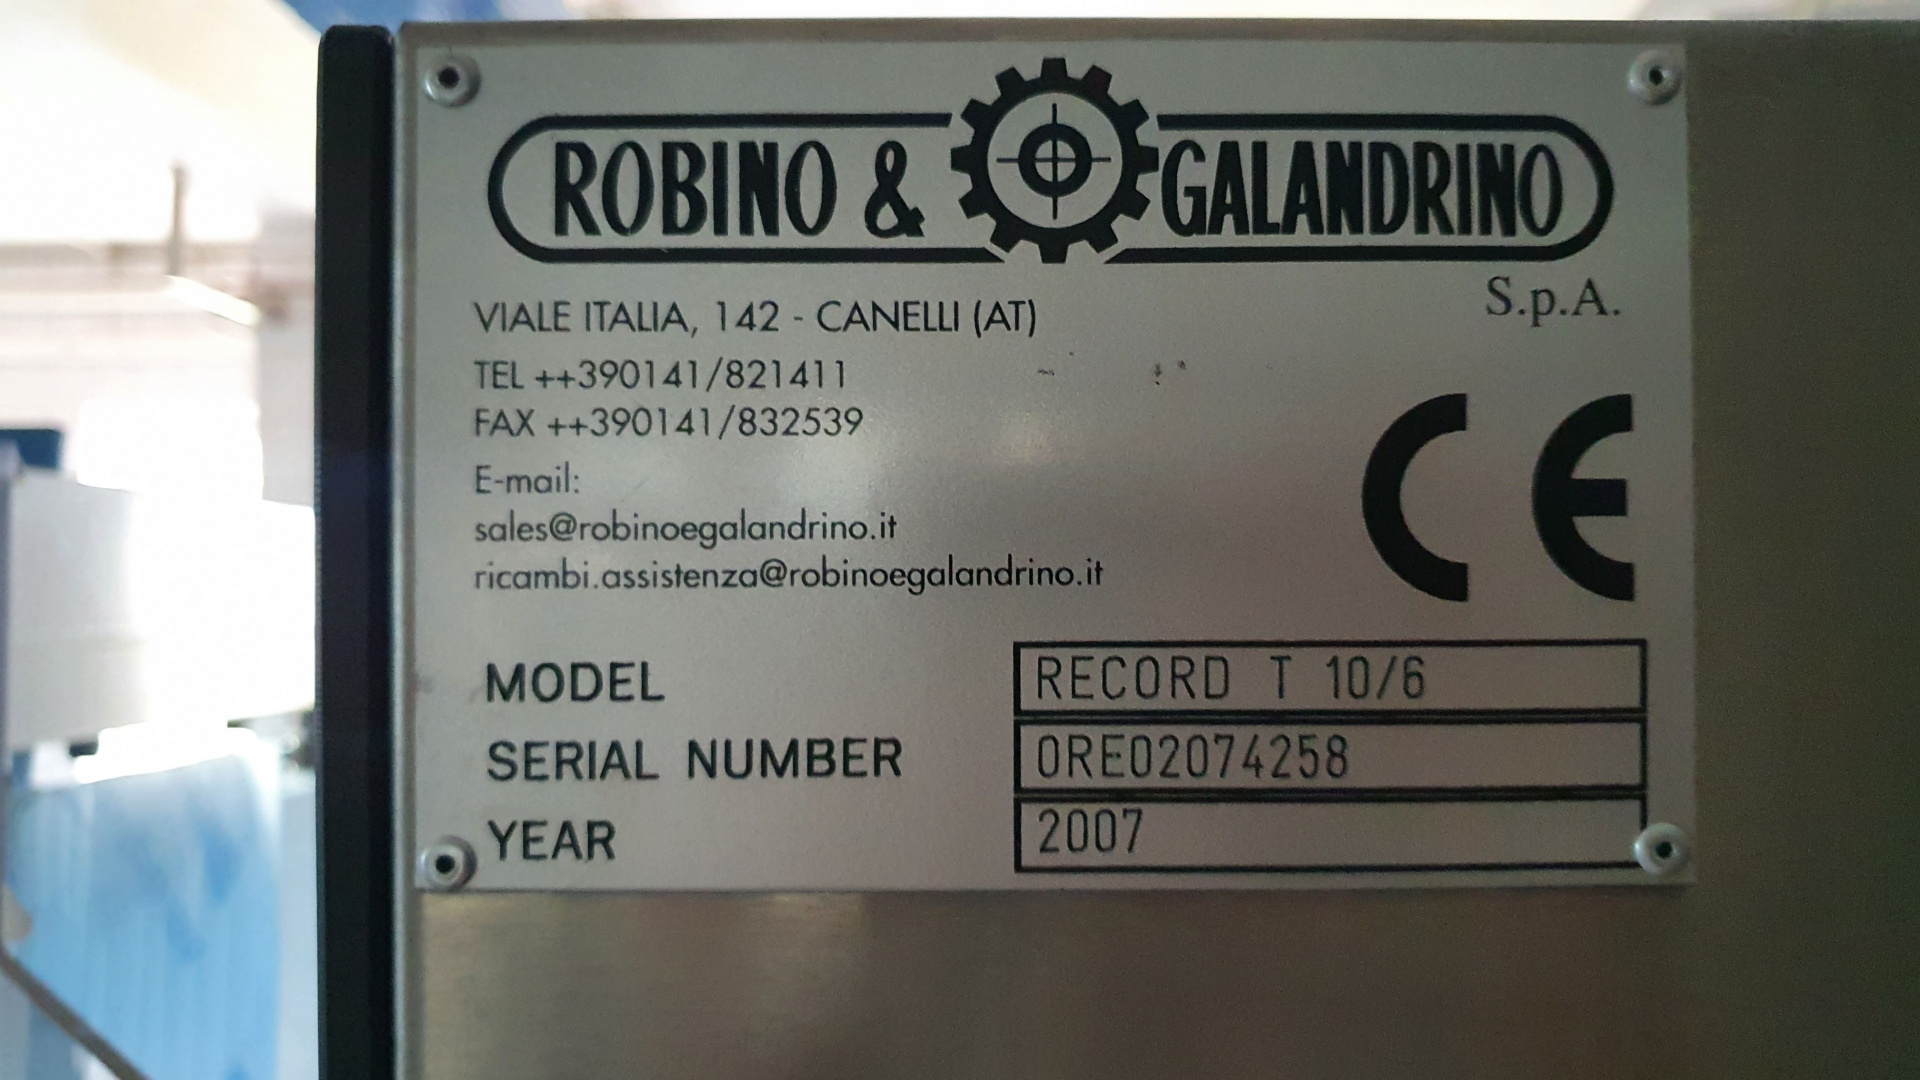 ROBINO & GALANDRINO
S.p.A.
VIALE ITALIA, 142 - CANELLI (AT)
TEL ++390141/821411
FAX ++390141/832539
E-mail:
sales@robinoegalandrino.it
ricambi.assistenza@robinoegalandrino.it
CE
MODEL RECORD T 10/6
SERIAL NUMBER ORE02074258
YEAR 2007